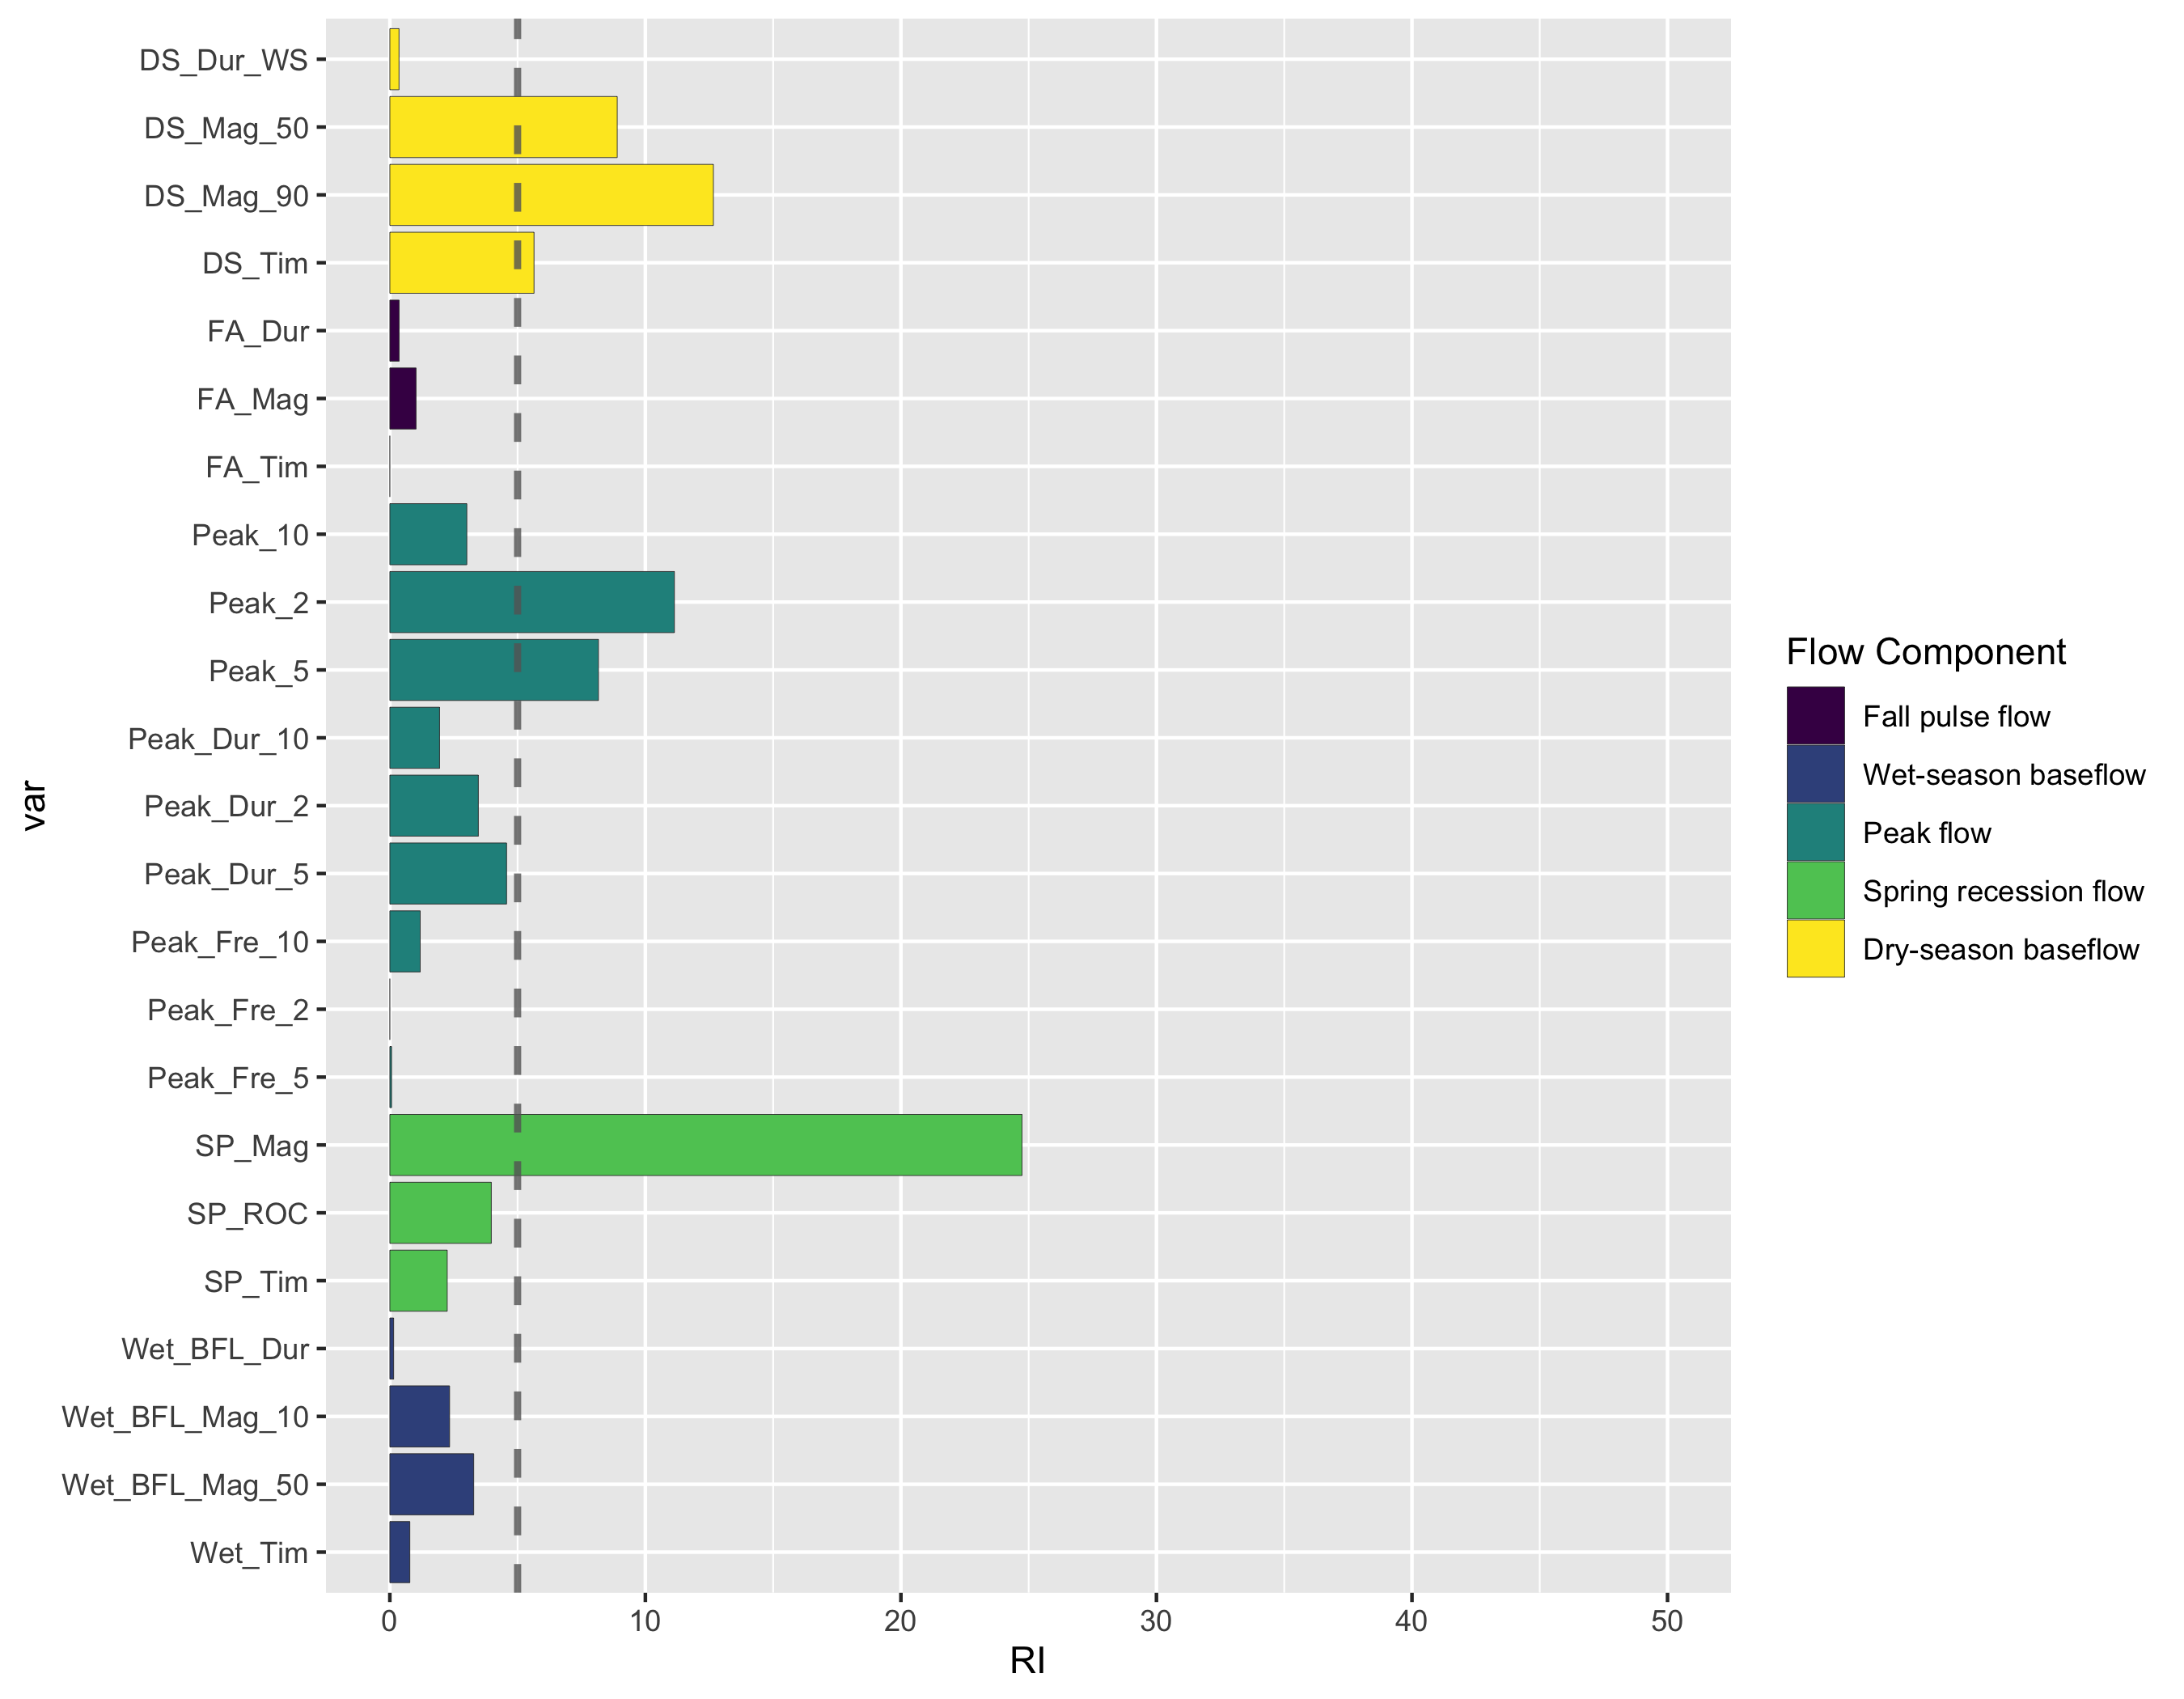 DS_Dur_WS
DS_Mag_50
DS_Mag_90
DS_Tim
FA_Dur
FA_Mag
FA_Tim
Peak_10
Peak_2
Peak_5
Peak_Dur_10
Peak_Dur_2
Peak_Dur_5
Peak_Fre_10
Peak_Fre_2
Peak_Fre_5
SP_Mag
SP_ROC
SP_Tim
Wet_BFL_Dur
Wet_BFL_Mag_10
Wet_BFL_Mag_50
Wet_Tim
var
0 10 20 30 40 50
RI
Flow Component
Fall pulse flow
Wet-season baseflow
Peak flow
Spring recession flow
Dry-season baseflow